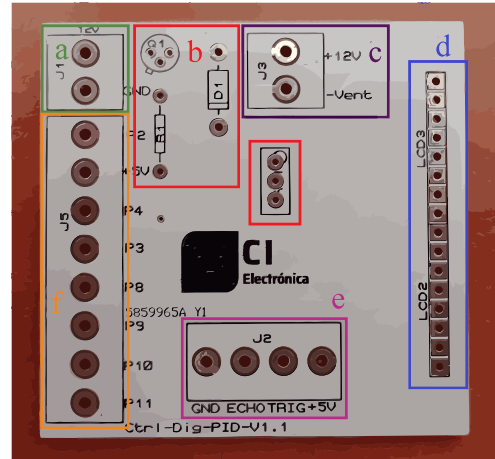 12V
a
J1
GND
b
Q1
D1
R1
J3
+12V
-Vent
c
d
LCD3
LCD2
P2
+5V
P4
J5
P3
P8
f
P9
P10
P11
CI
Electrónica
5859965A Y1
e
J2
GND ECHO TRIG +5V
Ctrl-Dig-PID-V1.1